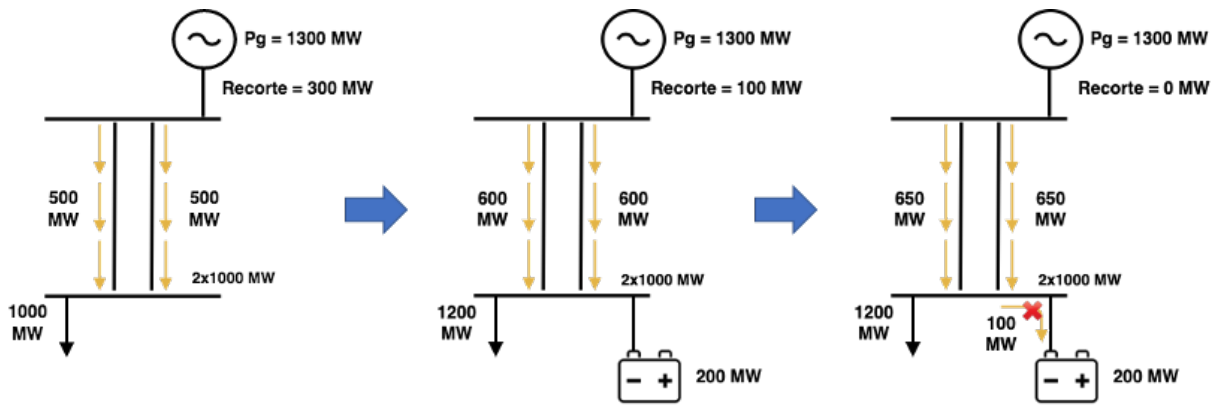 Pg = 1300 MW
Recorte = 300 MW
500
MW
500
MW
2x1000 MW
1000
MW
Pg = 1300 MW
Recorte = 100 MW
600
MW
600
MW
2x1000 MW
1200
MW
200 MW
Pg = 1300 MW
Recorte = 0 MW
650
MW
650
MW
2x1000 MW
1200
MW
100
MW
200 MW